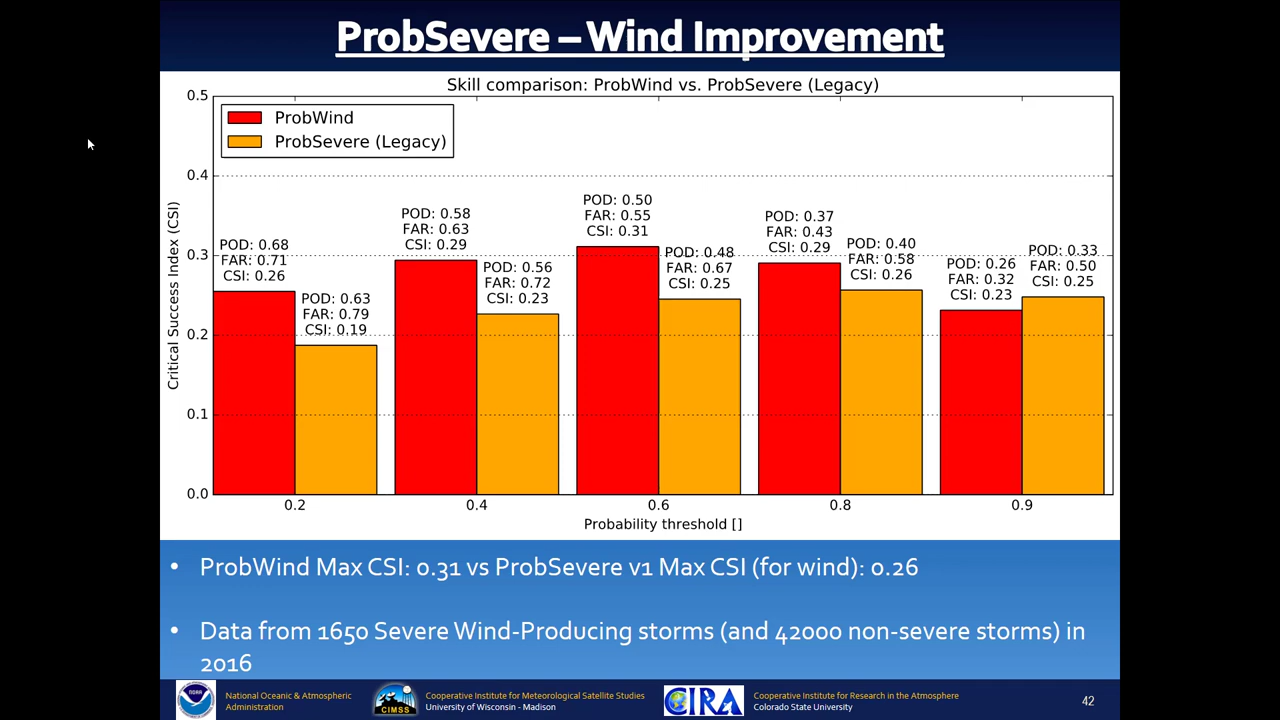 ProbSevere – Wind Improvement
Skill comparison: ProbWind vs. ProbSevere (Legacy)
ProbWind
ProbSevere (Legacy)
Critical Success Index (CSI)
0.5
0.4
0.3
0.2
0.1
0.0
POD: 0.68
FAR: 0.71
CSI: 0.26
POD: 0.63
FAR: 0.79
CSI: 0.19
POD: 0.58
FAR: 0.63
CSI: 0.29
POD: 0.56
FAR: 0.72
CSI: 0.23
POD: 0.50
FAR: 0.55
CSI: 0.31
POD: 0.48
FAR: 0.67
CSI: 0.25
POD: 0.37
FAR: 0.43
CSI: 0.29
POD: 0.40
FAR: 0.58
CSI: 0.26
POD: 0.26
FAR: 0.32
CSI: 0.23
POD: 0.33
FAR: 0.50
CSI: 0.25
0.2 0.4 0.6 0.8 0.9
Probability threshold []
• ProbWind Max CSI: 0.31 vs ProbSevere v1 Max CSI (for wind): 0.26
• Data from 1650 Severe Wind-Producing storms (and 42000 non-severe storms) in
2016
NOAA
National Oceanic & Atmospheric
Administration
CIMSS
Cooperative Institute for Meteorological Satellite Studies
University of Wisconsin - Madison
CIRA
Cooperative Institute for Research in the Atmosphere
Colorado State University
42